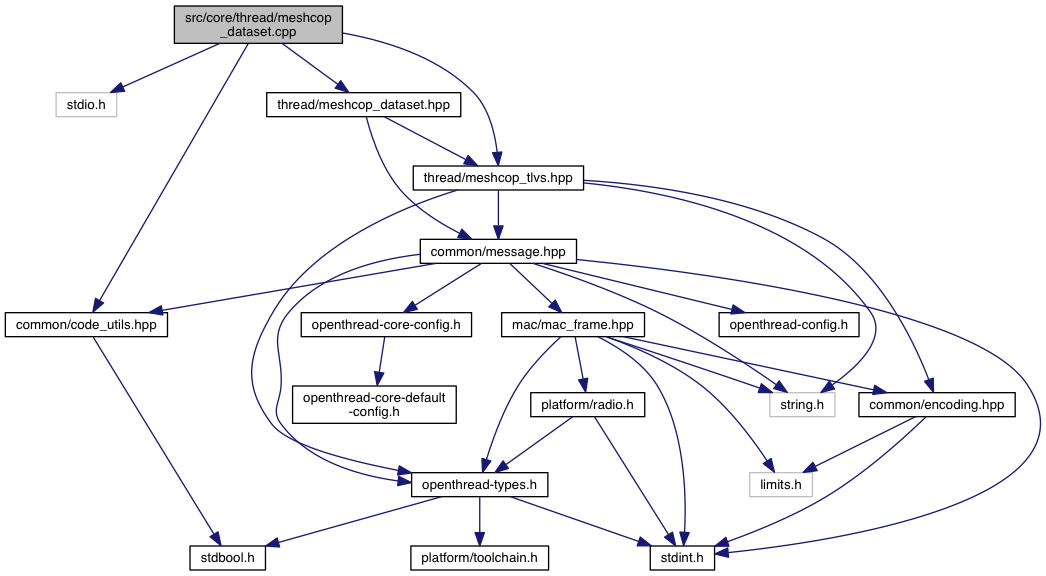 src/core/thread/meshcop
_dataset.cpp
stdio.h
thread/meshcop_dataset.hpp
thread/meshcop_tlvs.hpp
common/message.hpp
common/code_utils.hpp
openthread-core-config.h
mac/mac_frame.hpp
openthread-config.h
openthread-core-default
-config.h
platform/radio.h
string.h
common/encoding.hpp
openthread-types.h
limits.h
stdbool.h
platform/toolchain.h
stdint.h